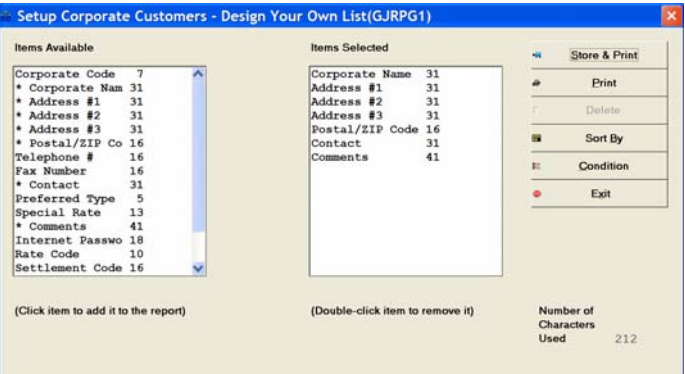 Setup Corporate Customers - Design Your Own List(GJRPG1)
Items Available
Items Selected
Corporate Code 7
* Corporate Nam 31
* Address #1 31
* Address #2 31
* Address #3 31
* Postal/ZIP Co 16
Telephone # 16
Fax Number 16
* Contact 31
Preferred Type 5
Special Rate 13
* Comments 41
Internet Passwo 18
Rate Code 10
Settlement Code 16
Corporate Name 31
Address #1 31
Address #2 31
Address #3 31
Postal/ZIP Code 16
Contact 31
Comments 41
Store & Print
Print
Delete
Sort By
Condition
Exit
(Click item to add it to the report)
(Double-click item to remove it)
Number of
Characters
Used 212